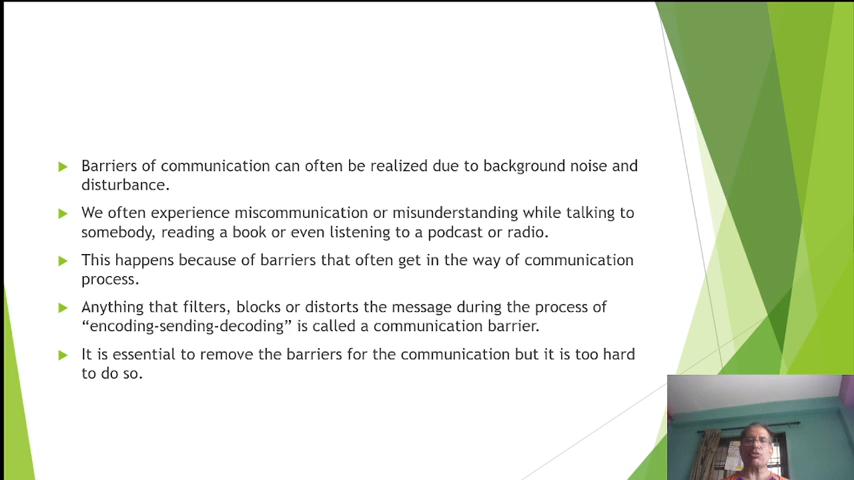 Barriers of communication can often be realized due to background noise and
disturbance.
We often experience miscommunication or misunderstanding while talking to
somebody, reading a book or even listening to a podcast or radio.
This happens because of barriers that often get in the way of communication
process.
Anything that filters, blocks or distorts the message during the process of
“encoding-sending-decoding” is called a communication barrier.
It is essential to remove the barriers for the communication but it is too hard
to do so.